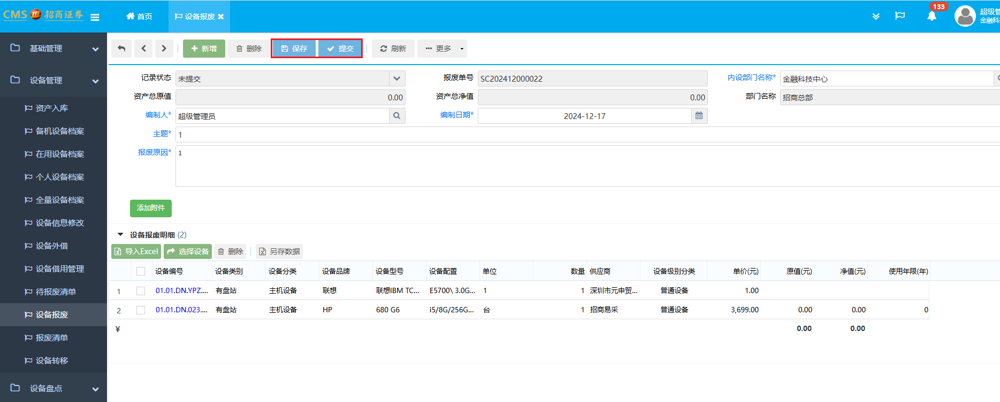 CMS 招商证券
首页
设备报废
133
超级管
金融科
基础管理
设备管理
资产入库
备机设备档案
在用设备档案
个人设备档案
全量设备档案
设备信息修改
设备外借
设备借用管理
待报废清单
设备报废
报废清单
设备转移
设备盘点
新增 删除 保存 提交 刷新 更多
记录状态 未提交 报废单号 SC202412000022 内设部门名称* 金融科技中心
资产总原值 0.00 资产总净值 0.00 部门名称 招商总部
编制人* 超级管理员 编制日期* 2024-12-17
主题* 1
报废原因* 1
添加附件
设备报废明细 (2)
导入Excel 选择设备 删除 另存数据
设备编号 设备类别 设备分类 设备品牌 设备型号 设备配置 单位 数量 供应商 设备级别分类 单价(元) 原值(元) 净值(元) 使用年限(年)
1 01.01.DN.YPZ.... 有盘站 主机设备 联想 联想IBM TC... E5700\ 3.0G... 1 1 深圳市元申贸... 普通设备 1.00
2 01.01.DN.023.... 有盘站 主机设备 HP 680 G6 i5/8G/256G... 台 1 招商易采 普通设备 3,699.00 0.00 0.00 0
¥ 0.00 0.00